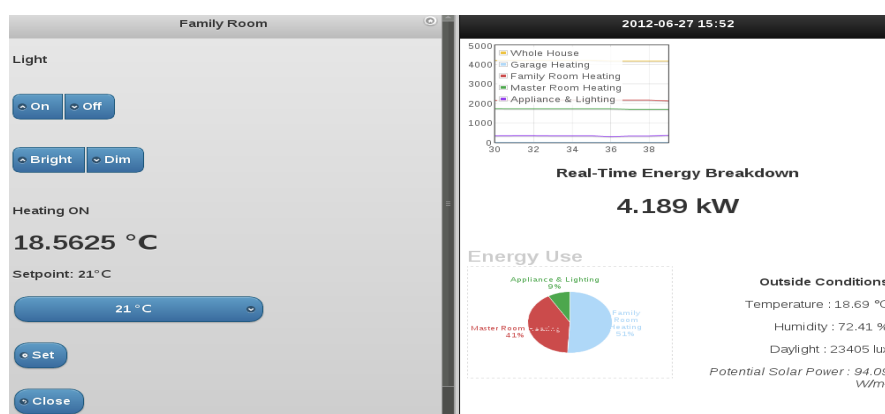 Family Room
Light
On Off
Bright Dim
Heating ON
18.5625 °C
Setpoint: 21°C
21 °C
Set
Close
2012-06-27 15:52
5000
4000
3000
2000
1000
0
Whole House
Garage Heating
Family Room Heating
Master Room Heating
Appliance & Lighting
30 32 34 36 38
Real-Time Energy Breakdown
4.189 kW
Energy Use
Appliance & Lighting
9%
Family
Room
Heating
51%
Master Room Heating
41%
Outside Conditions
Temperature : 18.69 °C
Humidity : 72.41 %
Daylight : 23405 lux
Potential Solar Power : 94.09
W/m